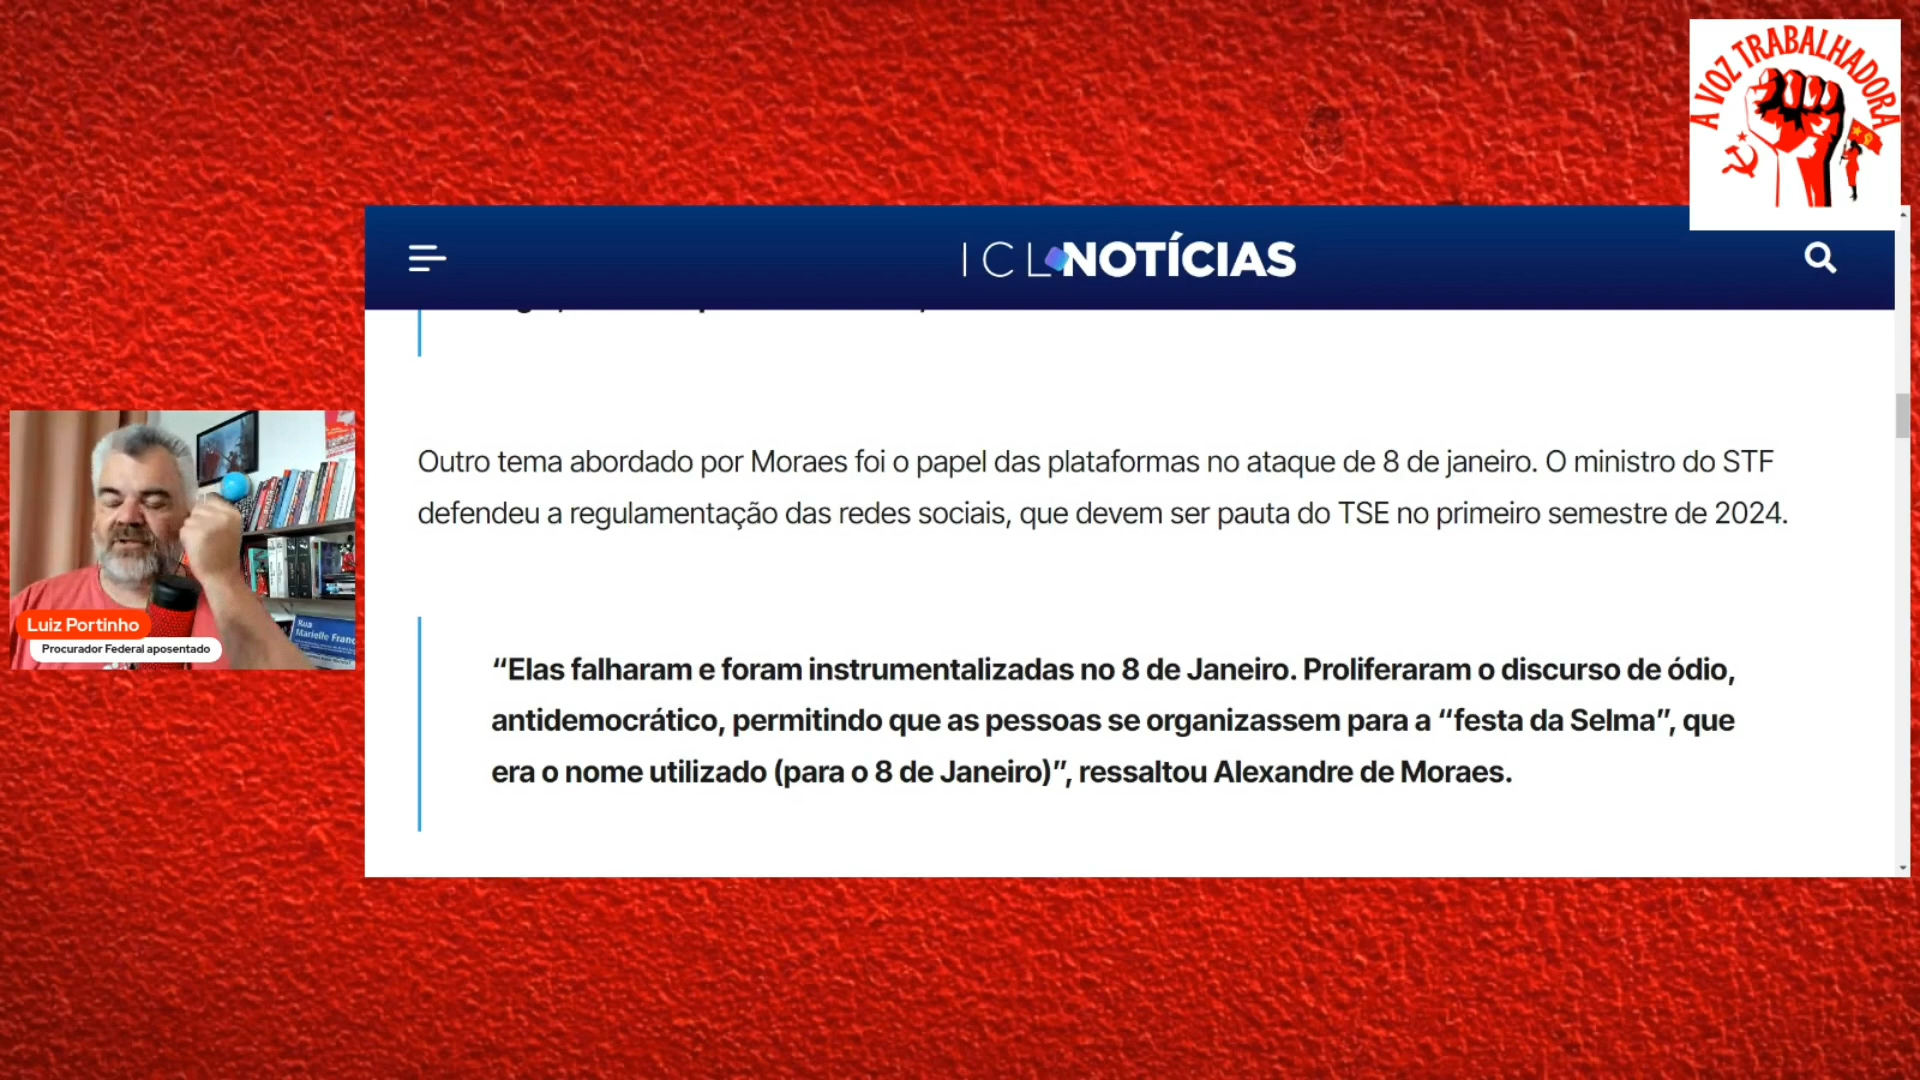 A VOZ TRABALHADORA
ICL NOTÍCIAS
Outro tema abordado por Moraes foi o papel das plataformas no ataque de 8 de janeiro. O ministro do STF
defendeu a regulamentação das redes sociais, que devem ser pauta do TSE no primeiro semestre de 2024.
“Elas falharam e foram instrumentalizadas no 8 de Janeiro. Proliferaram o discurso de ódio,
antidemocrático, permitindo que as pessoas se organizassem para a “festa da Selma”, que
era o nome utilizado (para o 8 de Janeiro)”, ressaltou Alexandre de Moraes.
Luiz Portinho
Procurador Federal aposentado
Rua
Marielle Franc